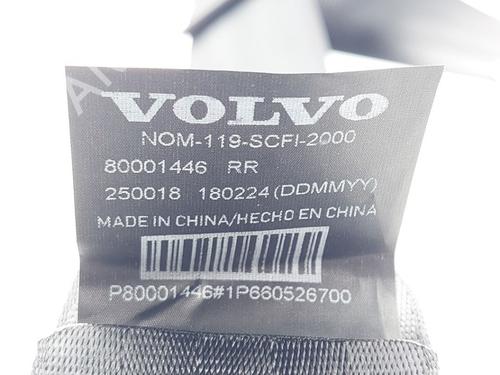 VOLVO
NOM-119-SCFI-2000
80001446 RR
250018 180224 (DDMMYY)
MADE IN CHINA/HECHO EN CHINA
P80001446#1P660526700